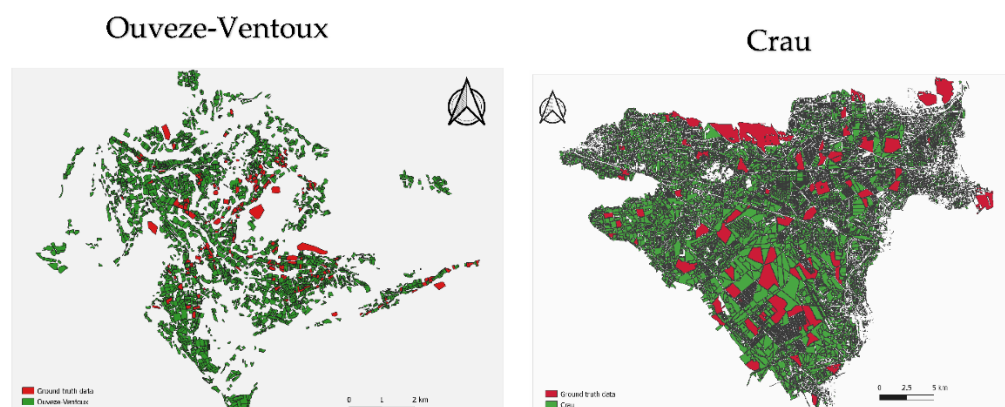 Ouveze-Ventoux
Crau
Ground truth data
Ouveze-Ventoux
0 1 2 km
Ground truth data
Crau
0 2,5 5 km